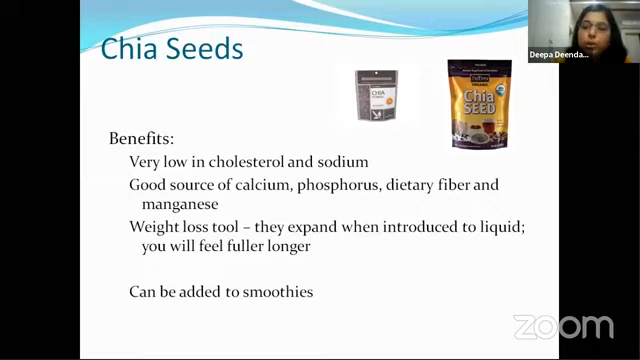 Chia Seeds
Deepa Deenda...
CHIA
Chia
SEED
Benefits:
Very low in cholesterol and sodium
Good source of calcium, phosphorus, dietary fiber and
manganese
Weight loss tool – they expand when introduced to liquid;
you will feel fuller longer
Can be added to smoothies
zoom